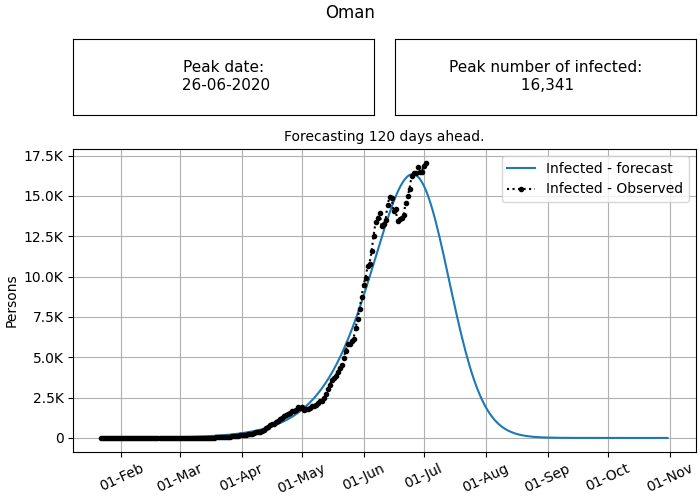 Oman
Peak date:
26-06-2020
Peak number of infected:
16,341
Forecasting 120 days ahead.
17.5K
15.0K
12.5K
10.0K
7.5K
5.0K
2.5K
0
Persons
Infected - forecast
Infected - Observed
01-Feb
01-Mar
01-Apr
01-May
01-Jun
01-Jul
01-Aug
01-Sep
01-Oct
01-Nov